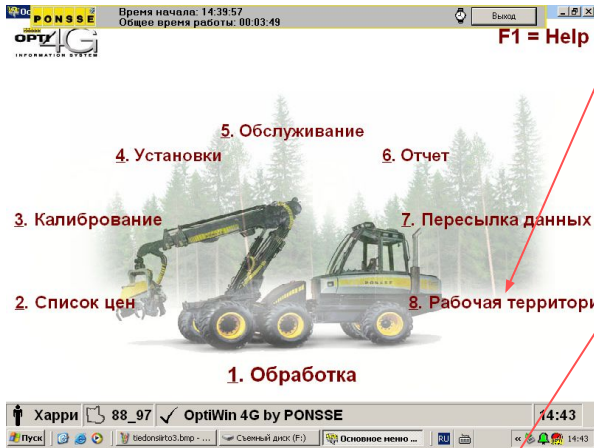 PONSSE
Время начала: 14:39:57
Общее время работы: 00:03:49
Выход
OPTI
4G
INFORMATION SYSTEM
F1 = Help
5. Обслуживание
4. Установки
6. Отчет
3. Калибрование
7. Пересылка данных
2. Список цен
8. Рабочая территори
PONSSE
1. Обработка
Харри 88_97 OptiWin 4G by PONSSE 14:43
Пуск tiedonsiirto3.bmp - ... Съемный диск (F:) Основное меню ... RU « 14:43